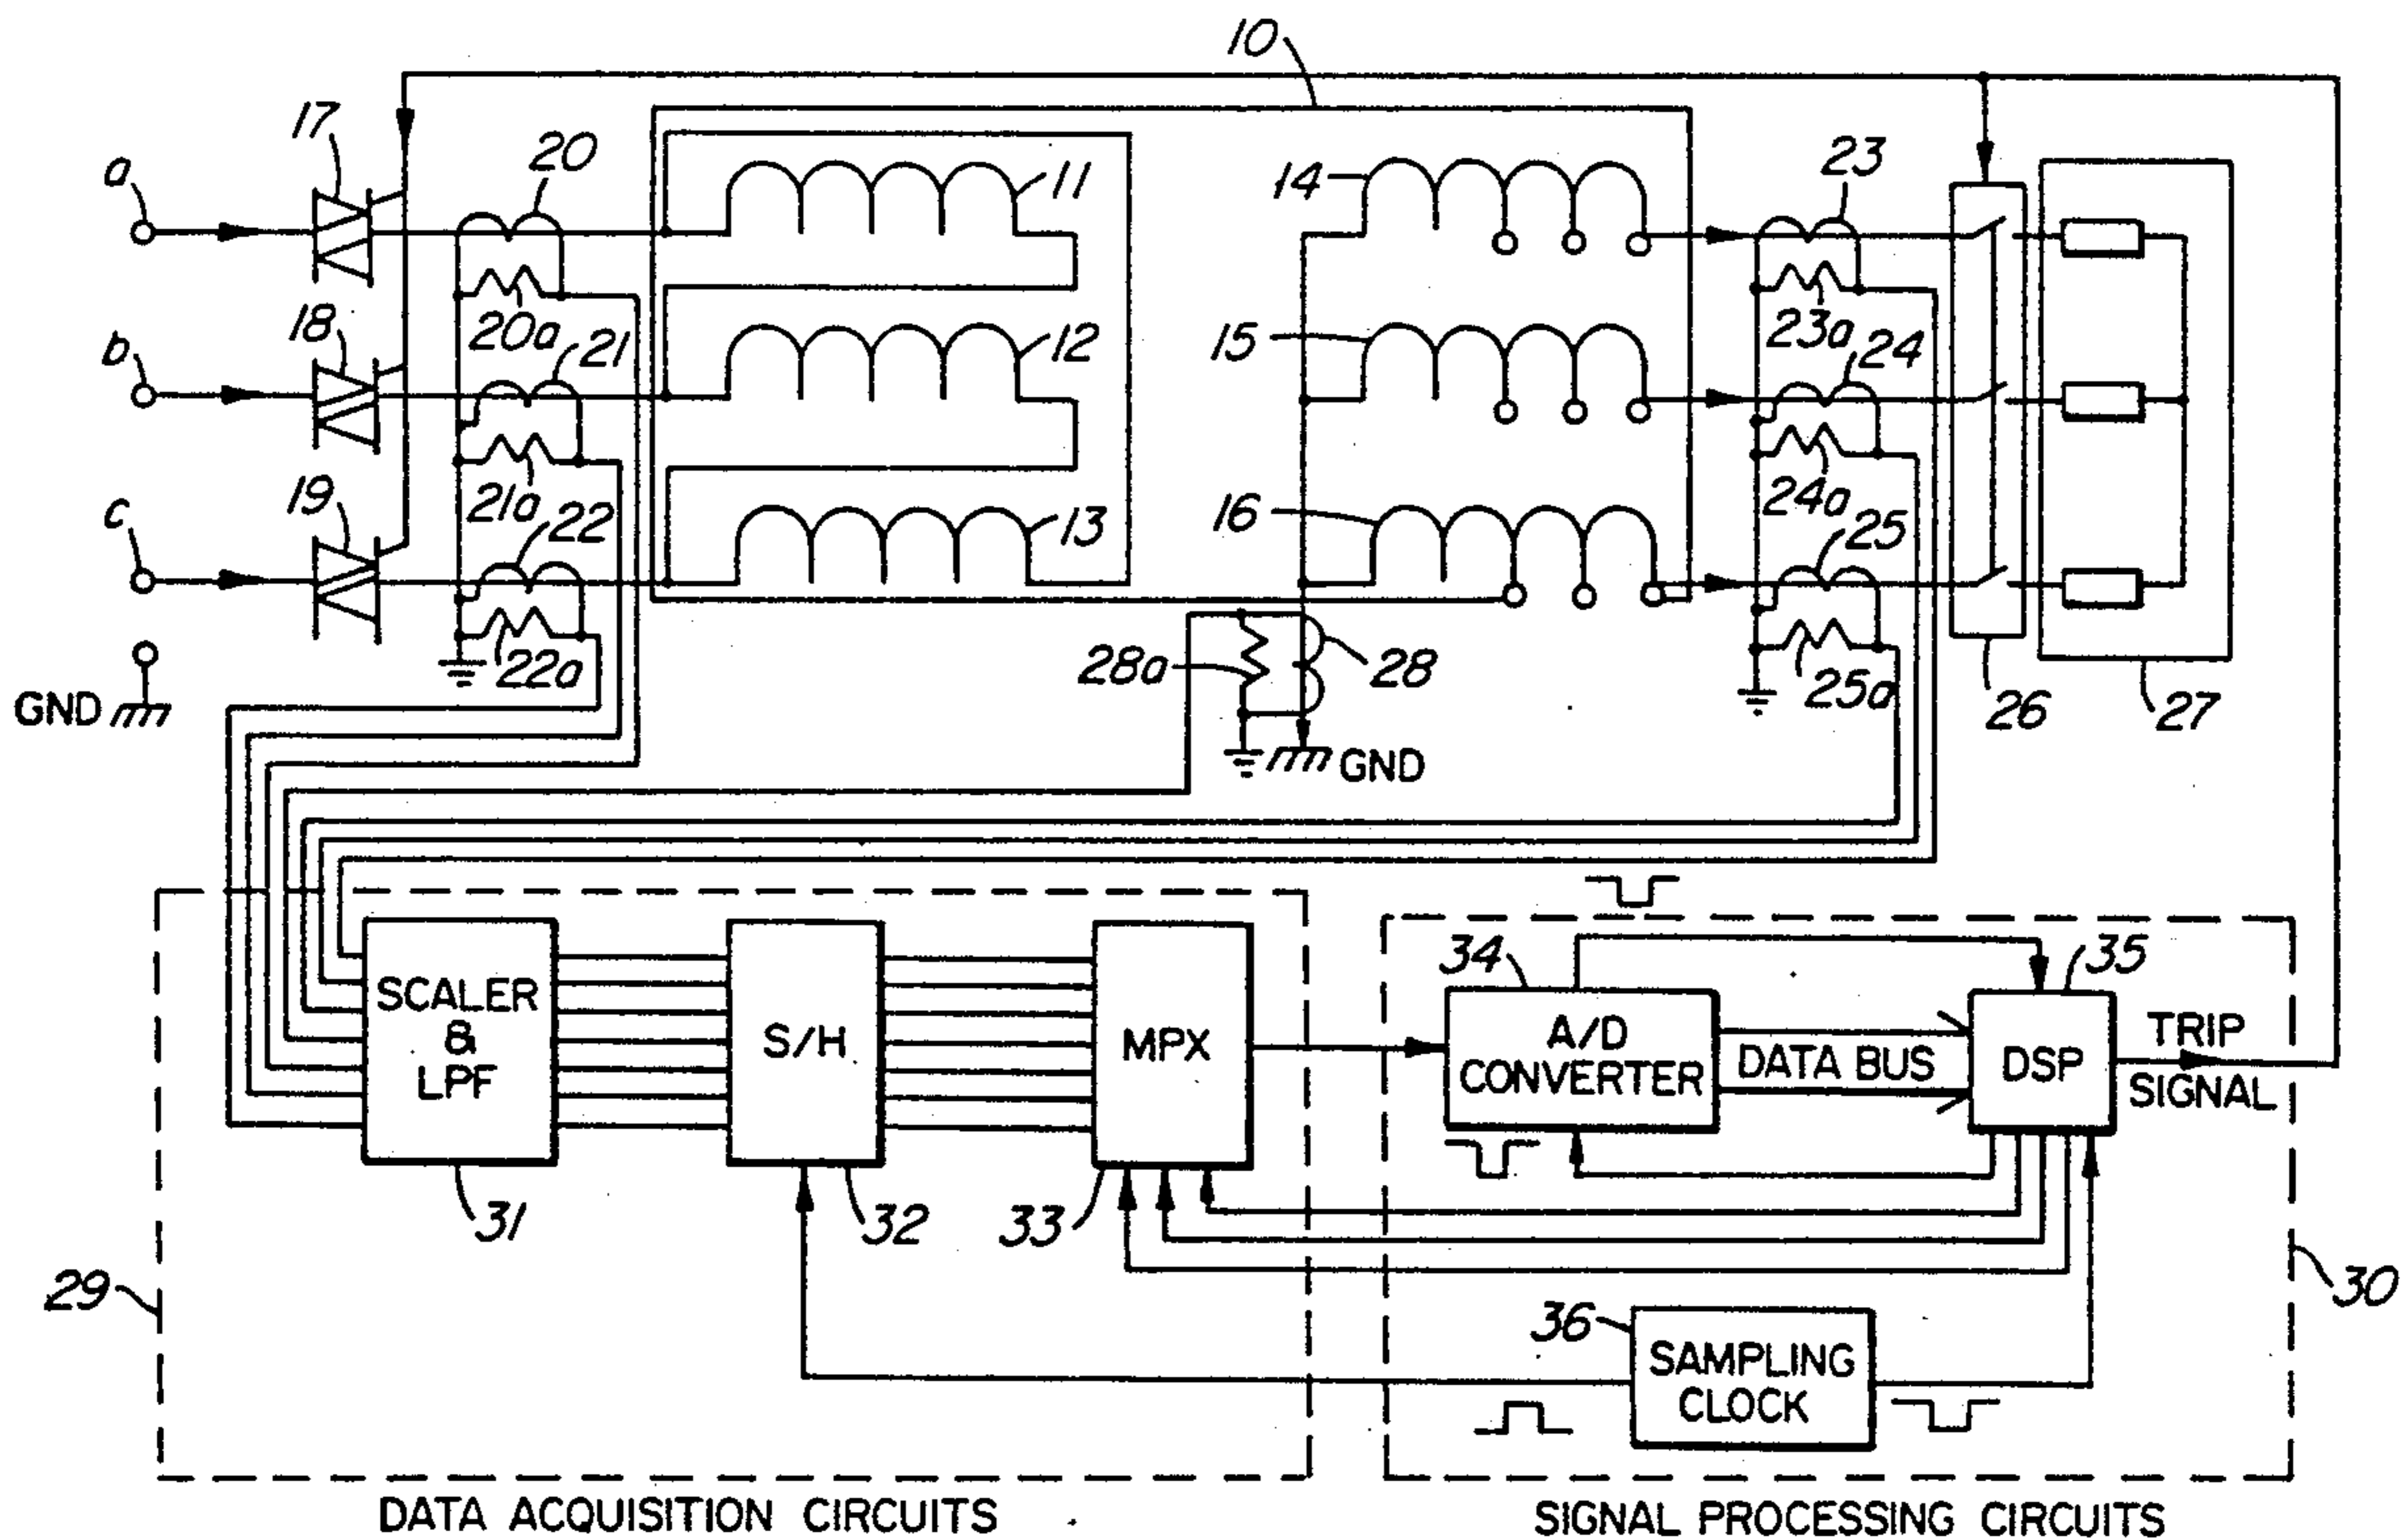 10
17
20
a
11
14
23
18
20a
21
12
15
23a
24
b
19
21a
22
13
16
24a
25
c
22a
28a
28
25a
26
27
GND
GND
34
35
SCALER
&
LPF
S/H
MPX
A/D
CONVERTER
DATA BUS
DSP
TRIP
SIGNAL
31
32
33
29
30
36
SAMPLING
CLOCK
DATA ACQUISITION CIRCUITS
SIGNAL PROCESSING CIRCUITS